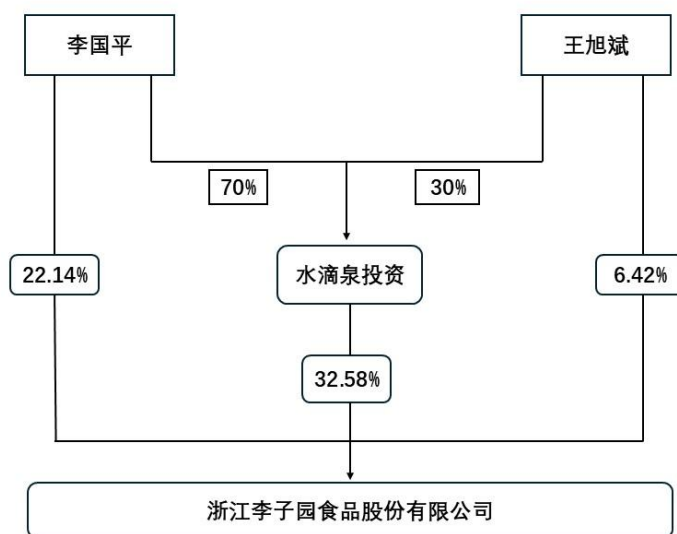 李国平
王旭斌
70%
30%
22.14%
水滴泉投资
6.42%
32.58%
浙江李子园食品股份有限公司